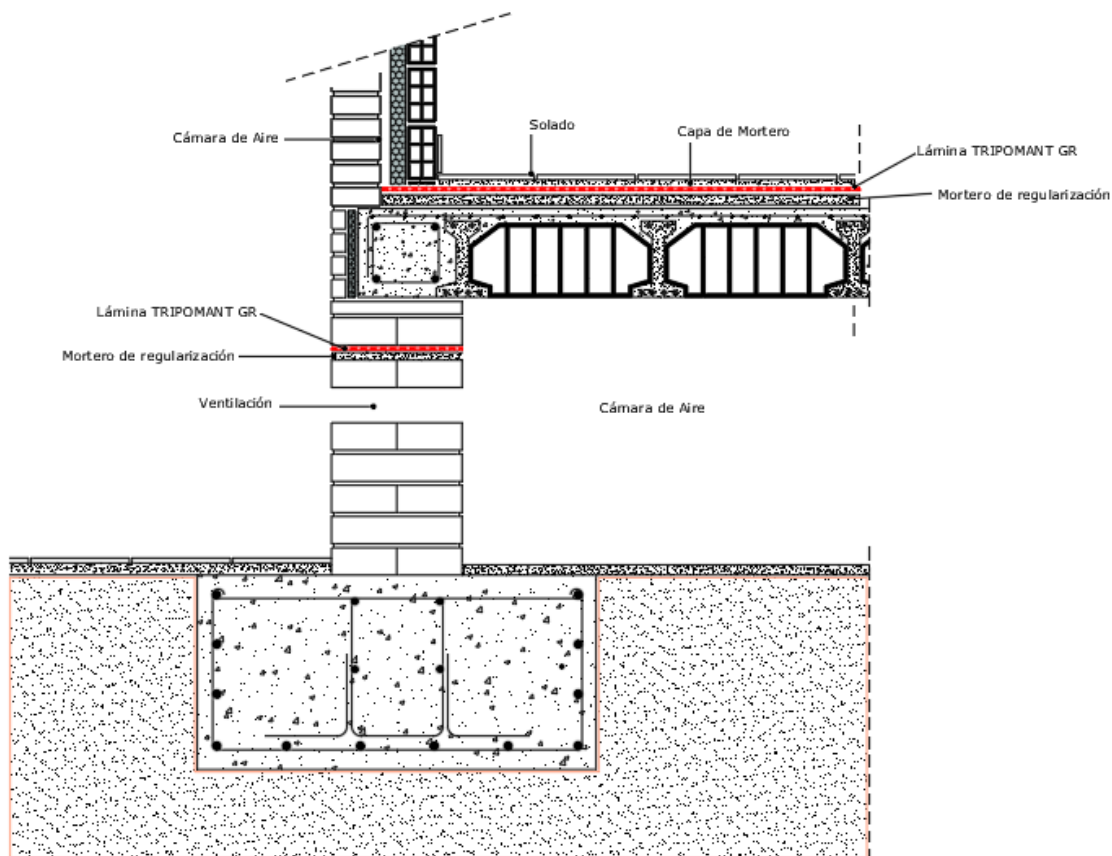 Solado
Capa de Mortero
Cámara de Aire
Lámina TRIPOMANT GR
Mortero de regularización
Lámina TRIPOMANT GR
Mortero de regularización
Ventilación
Cámara de Aire